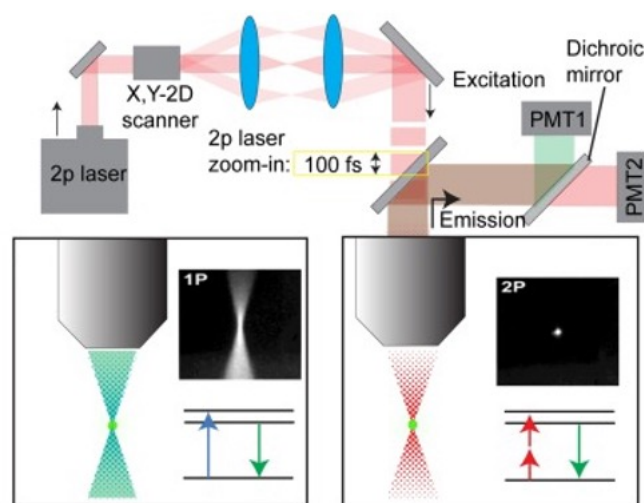 Dichroic
mirror
X,Y-2D
scanner
Excitation
PMT1
2p laser
zoom-in:
100 fs
2p laser
PMT2
Emission
1P
2P